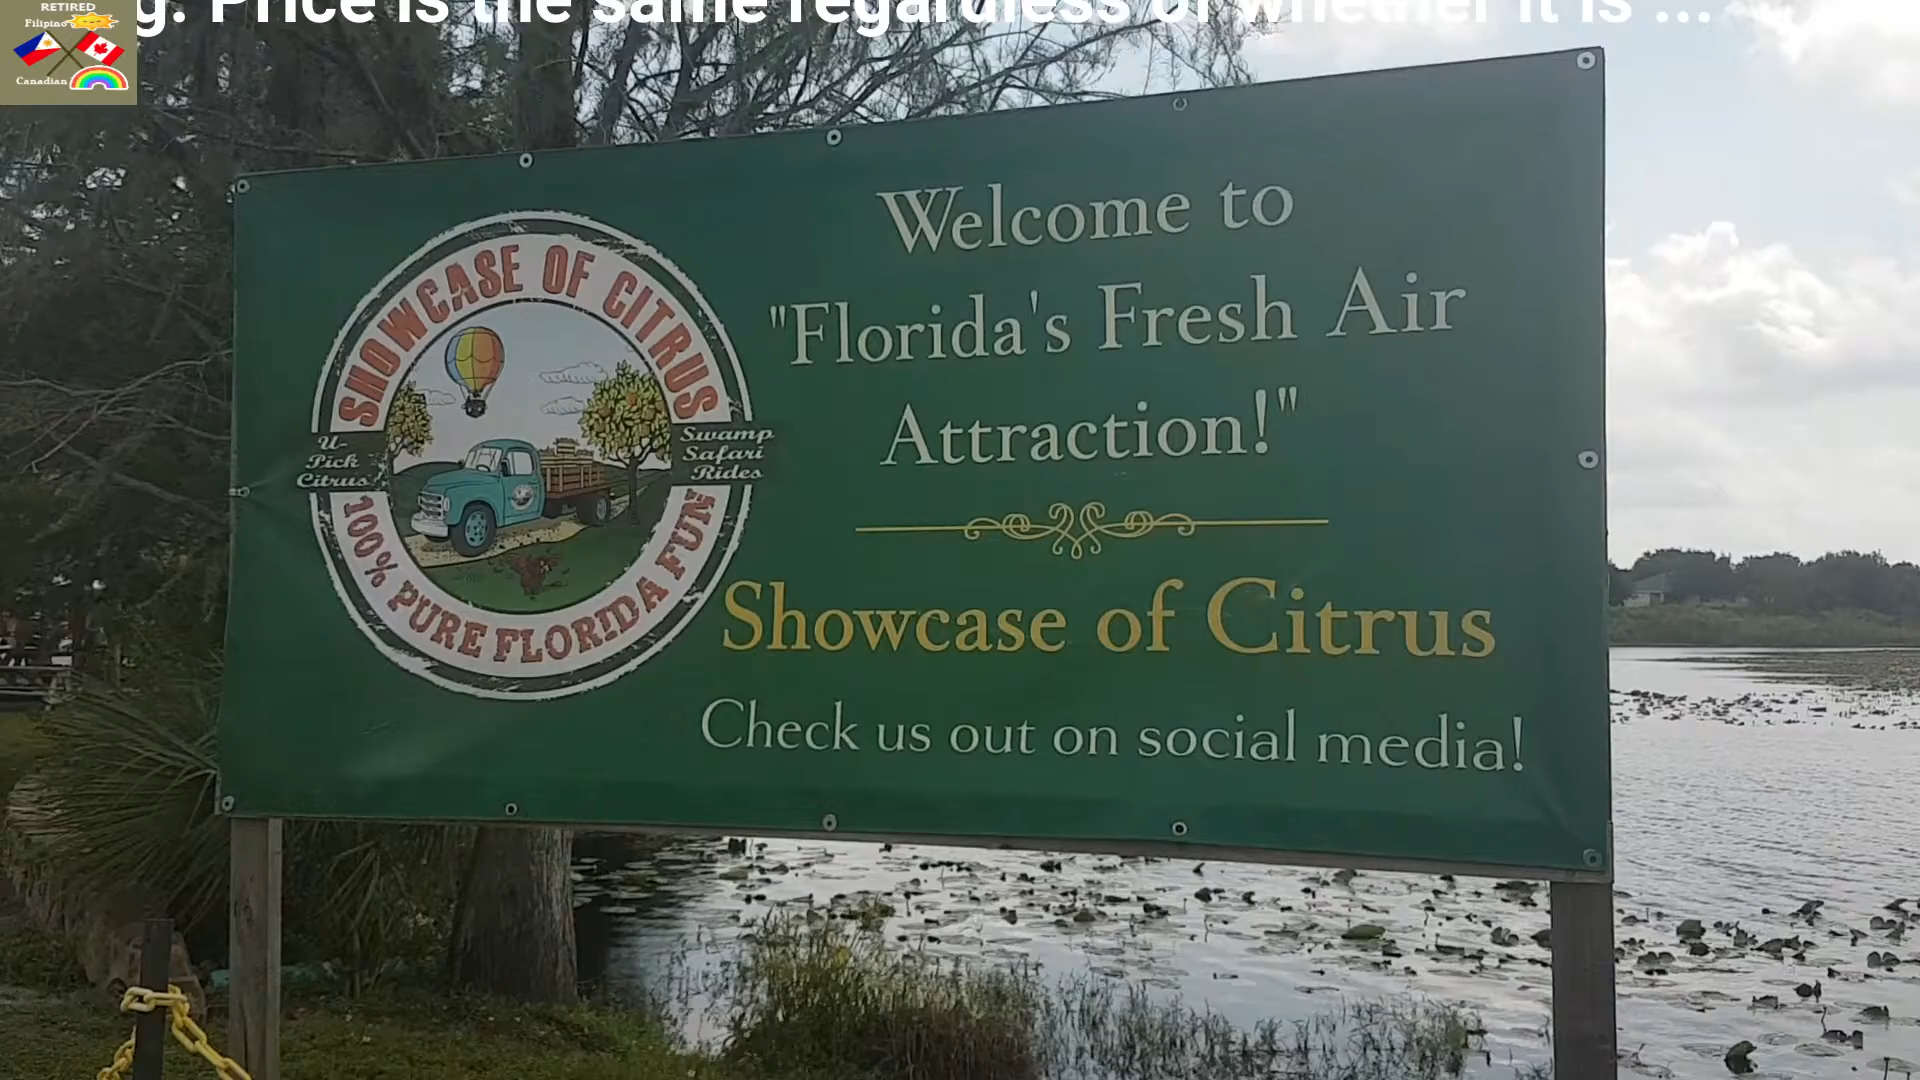 RETIRED
Filipino
Canadian
g. Price is the same regardless of whether it is ...
SHOWCASE OF CITRUS
U-
Pick
Citrus
Swamp
Safari
Rides
100% PURE FLORIDA FUN
Welcome to
"Florida's Fresh Air
Attraction!"
Showcase of Citrus
Check us out on social media!